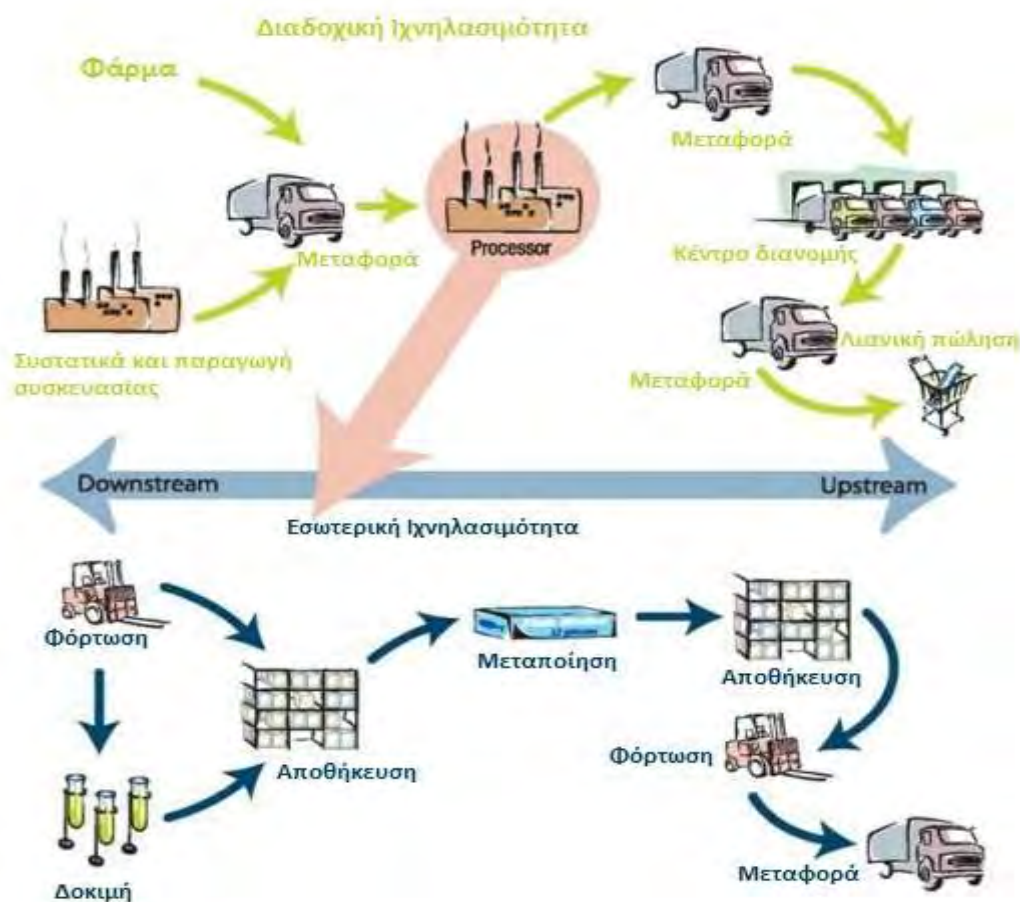 Διαδοχική Ιχνηλασιμότητα
Φάρμα
Μεταφορά
Μεταφορά
Processor
Κέντρο διανομής
Συστατικά και παραγωγή
συσκευασίας
Λιανική πώληση
Μεταφορά
Downstream
Upstream
Εσωτερική Ιχνηλασιμότητα
Φόρτωση
Μεταποίηση
Αποθήκευση
Φόρτωση
Αποθήκευση
Δοκιμή
Μεταφορά